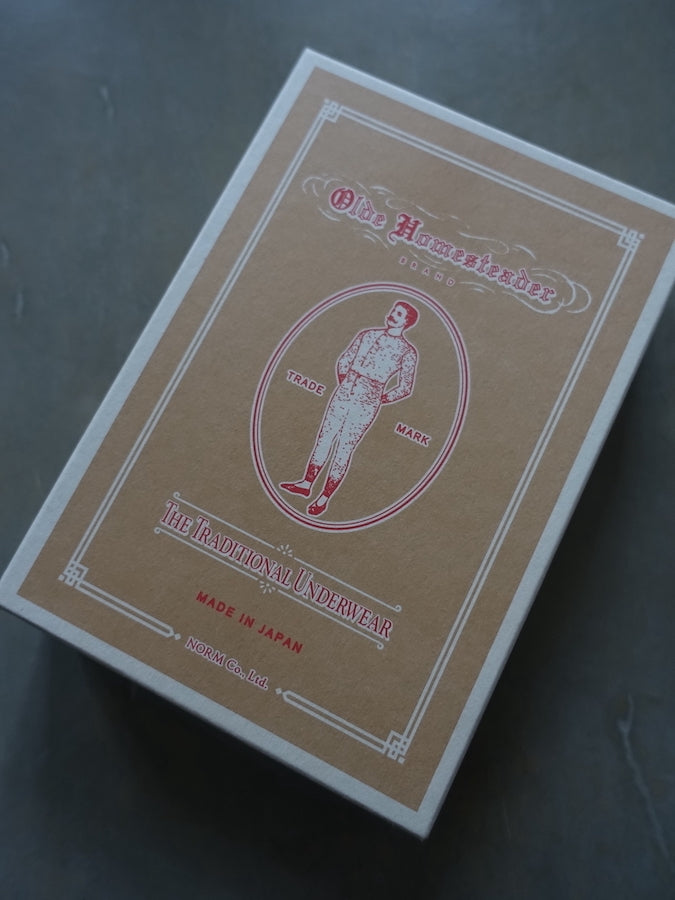 Olde Homesteader
BRAND
TRADE MARK
THE TRADITIONAL UNDERWEAR
MADE IN JAPAN
NORM Co., Ltd.